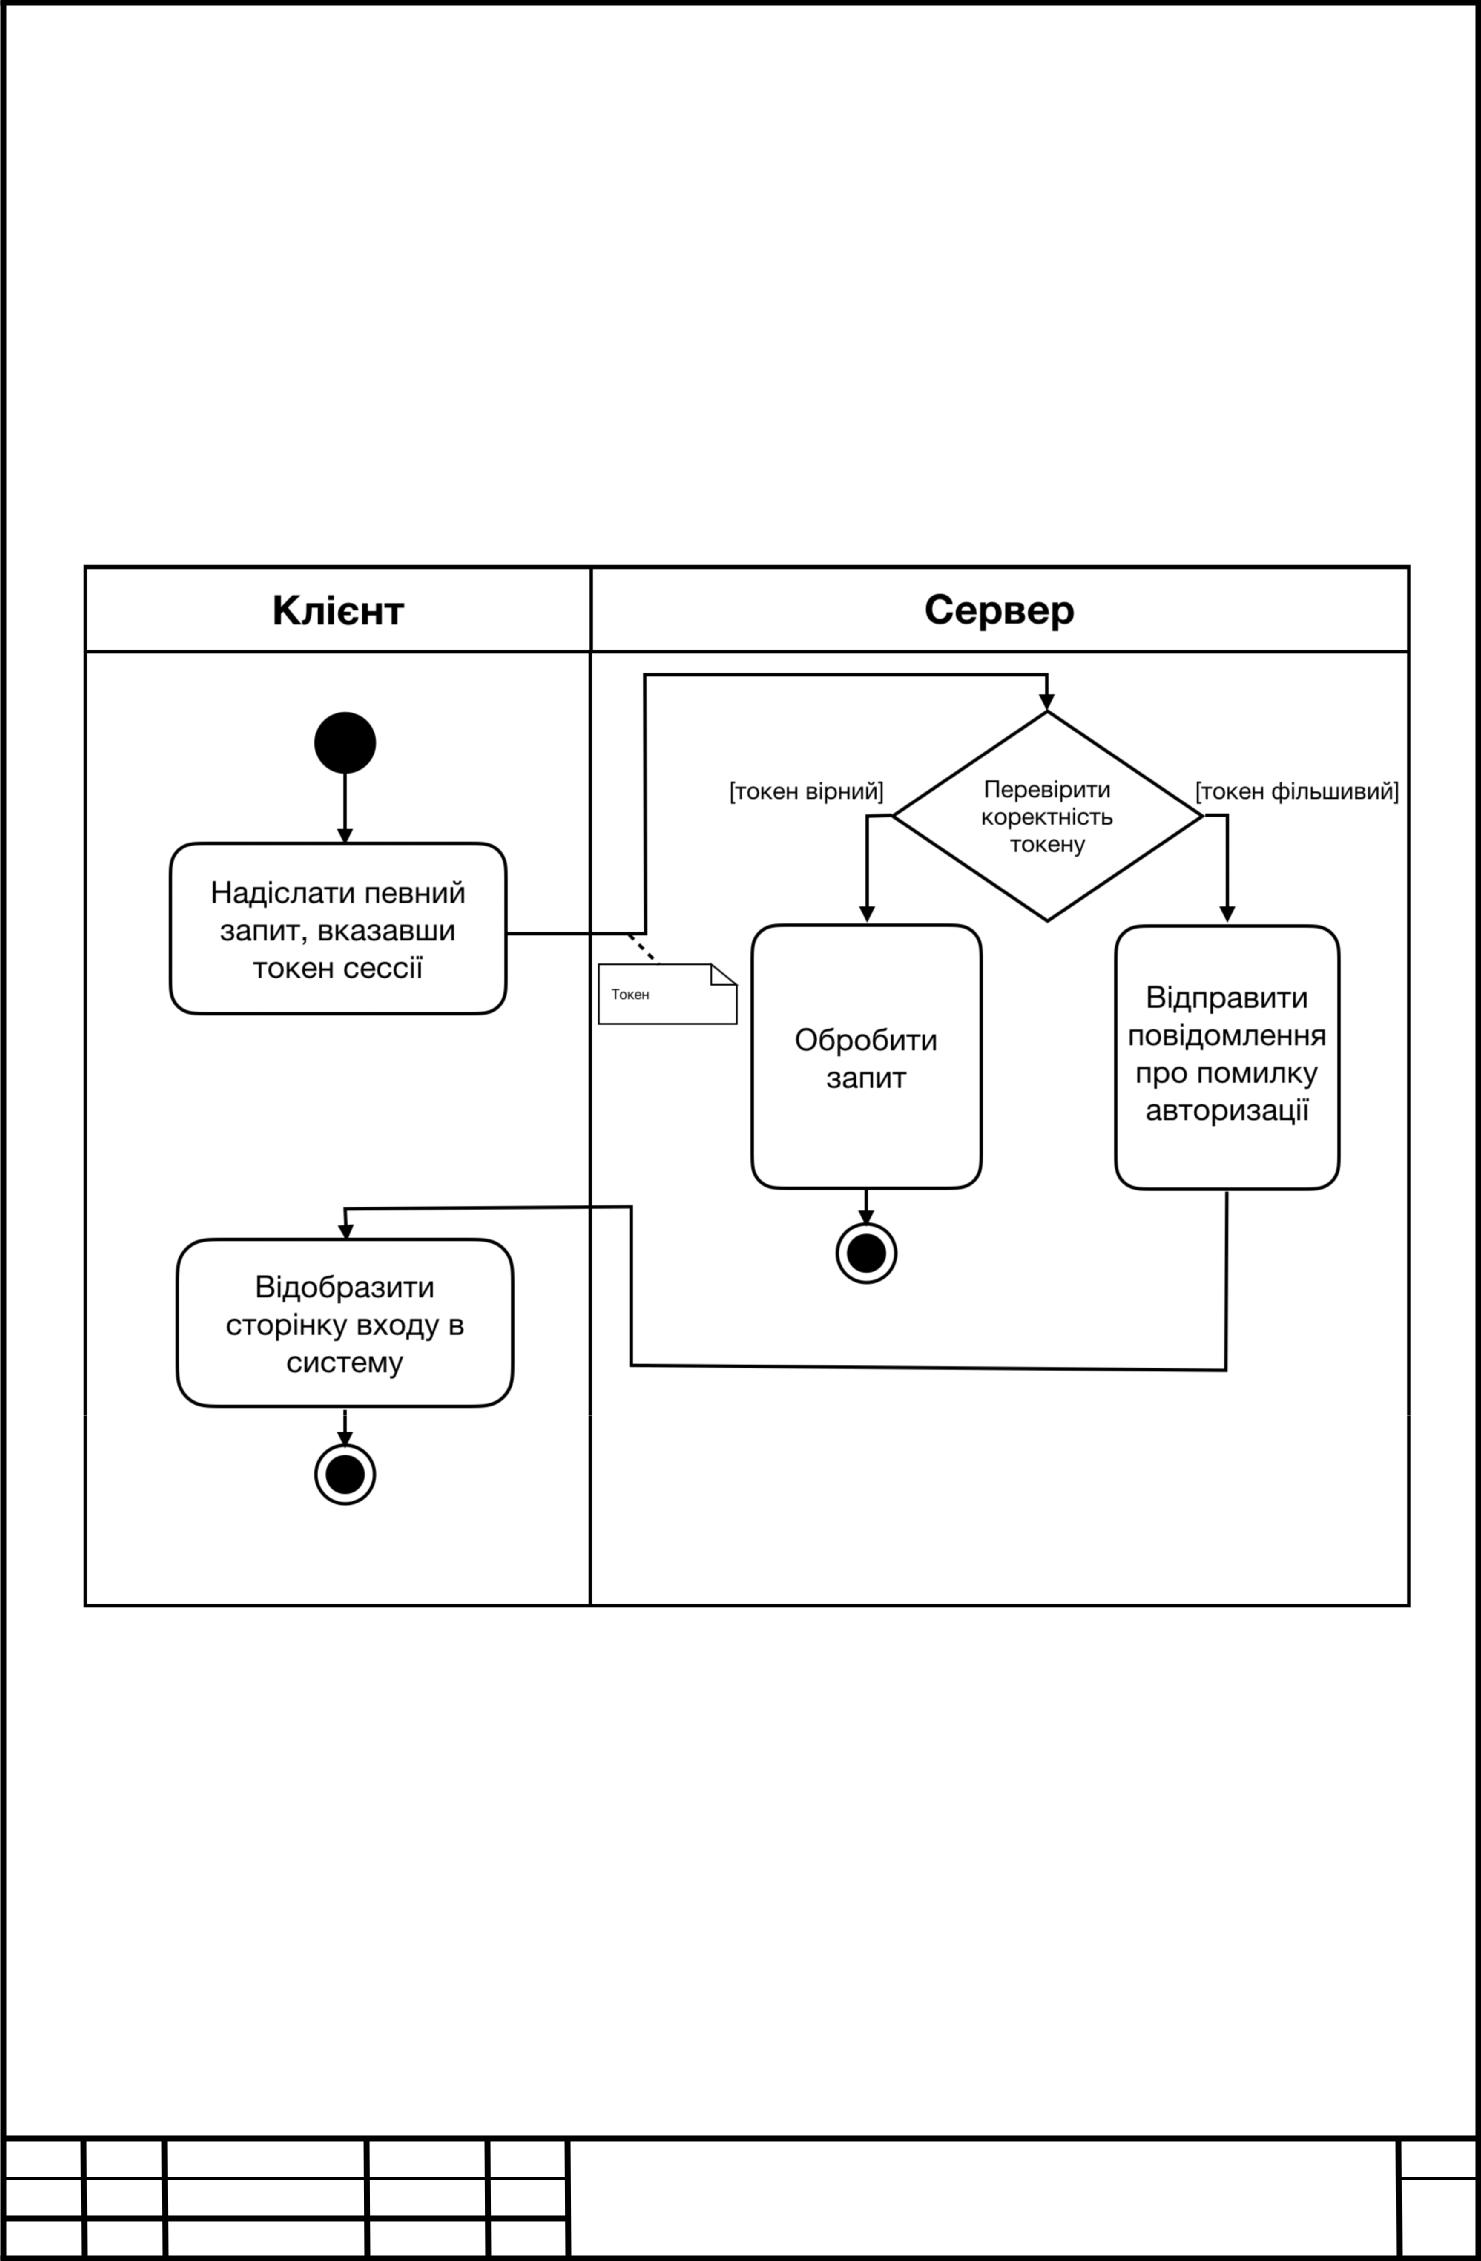 Клієнт
Сервер
[токен вірний]
Перевірити
коректність
токену
[токен фільшивий]
Надіслати певний
запит, вказавши
токен сессії
Токен
Обробити
запит
Відправити
повідомлення
про помилку
авторизації
Відобразити
сторінку входу в
систему